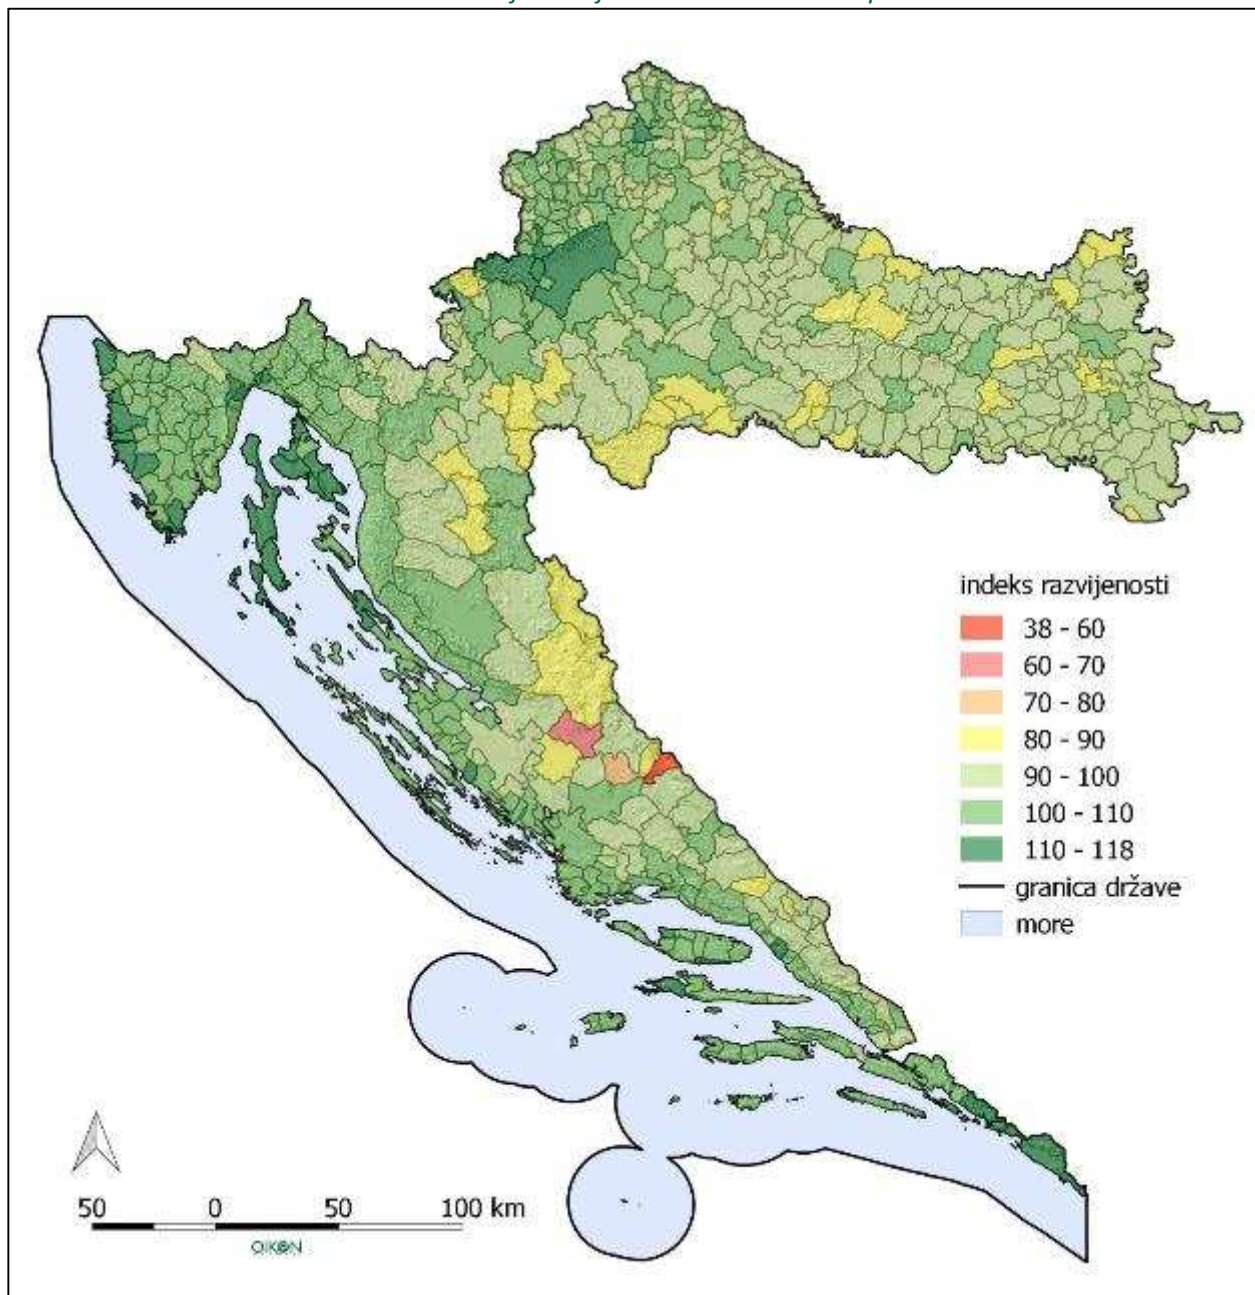 indeks razvijenosti
38 - 60
60 - 70
70 - 80
80 - 90
90 - 100
100 - 110
110 - 118
granica države
more
50 0 50 100 km
OIKON